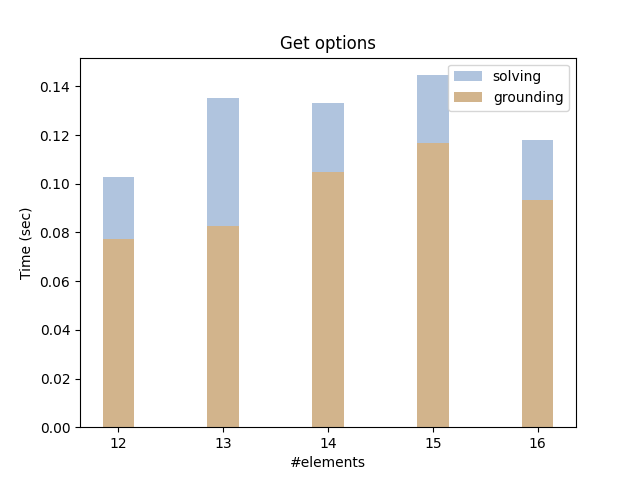 Get options
solving
grounding
Time (sec)
0.14
0.12
0.10
0.08
0.06
0.04
0.02
0.00
12 13 14 15 16
#elements